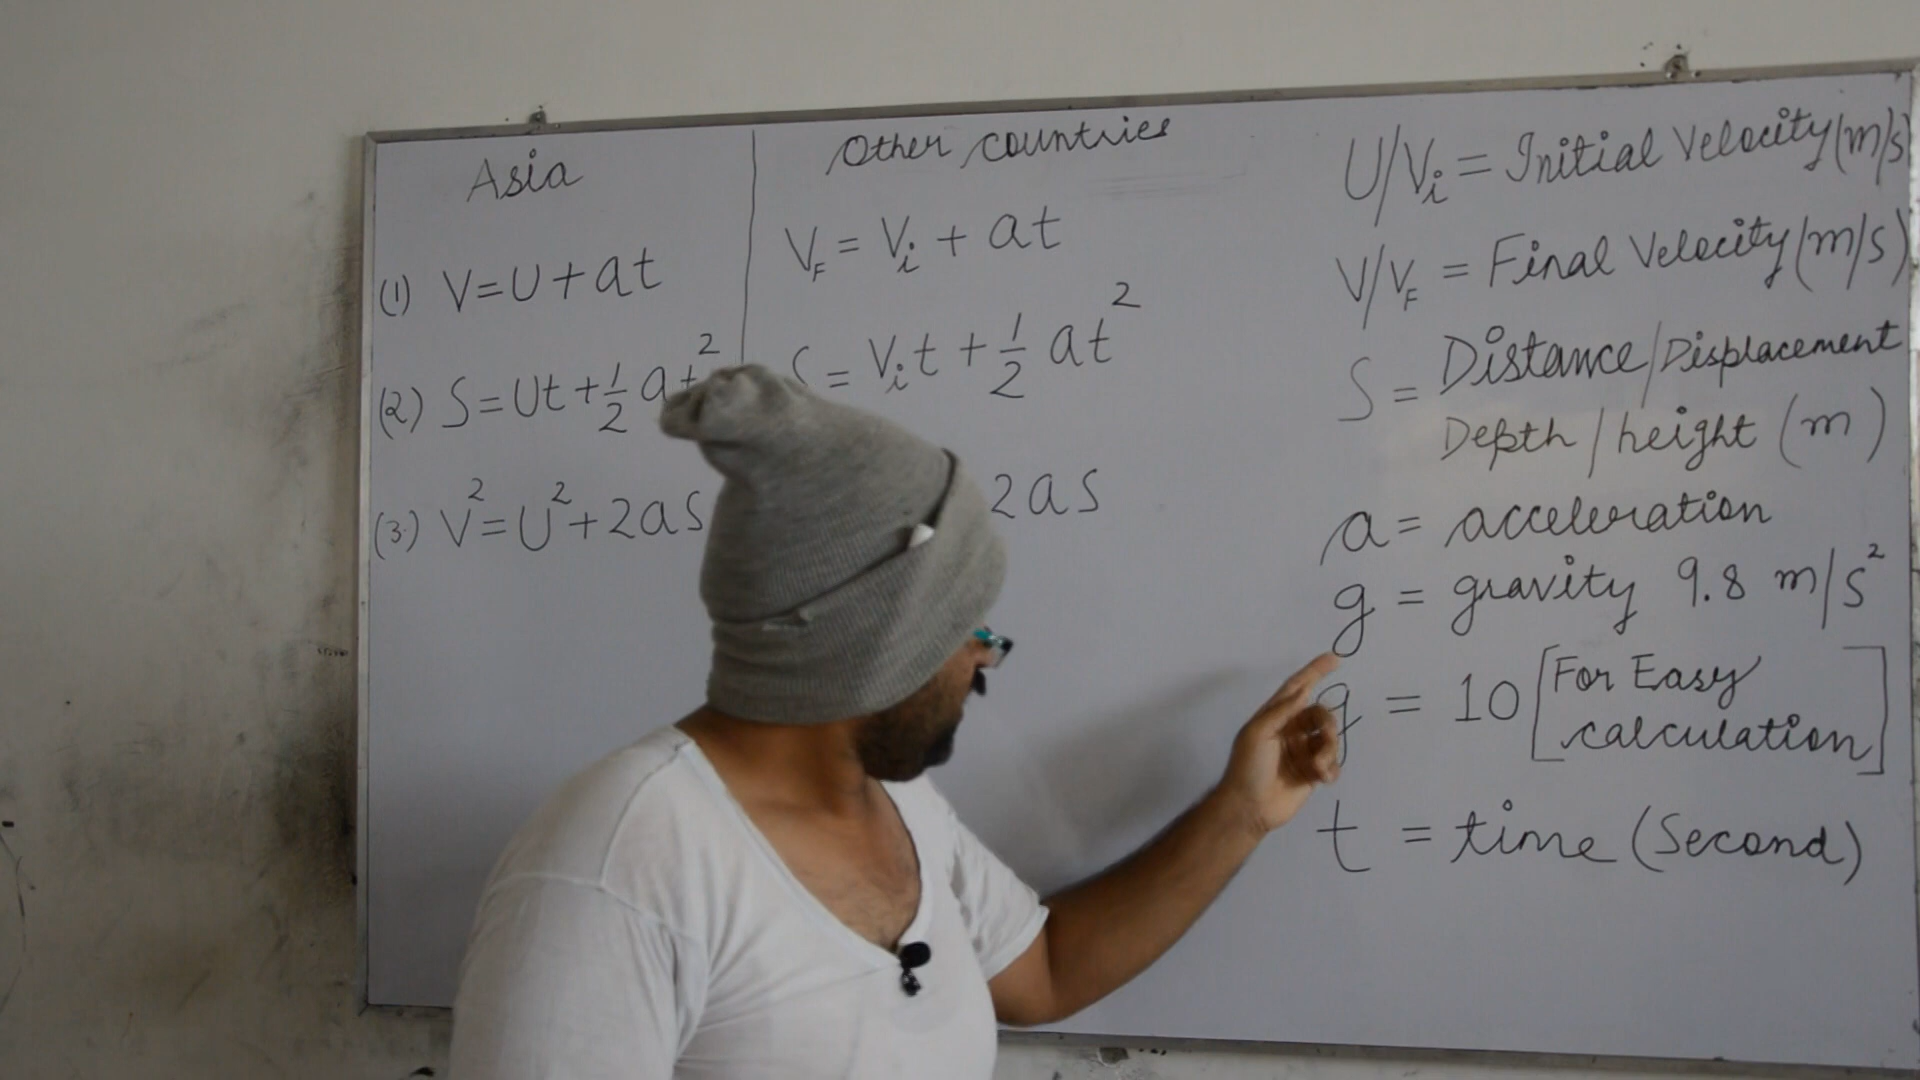 Asia
(1) V=U+at
(2) S=Ut+1/2 at²
(3) V²=U²+2as
Other countries
V_F = V_i + at
S = V_i t + 1/2 at²
2as
U/V_i = Initial Velocity (m/s)
V/V_F = Final Velocity (m/s)
S = Distance/Displacement
Depth/height (m)
a = acceleration
g = gravity 9.8 m/s²
g = 10 [For Easy
calculation]
t = time (Second)